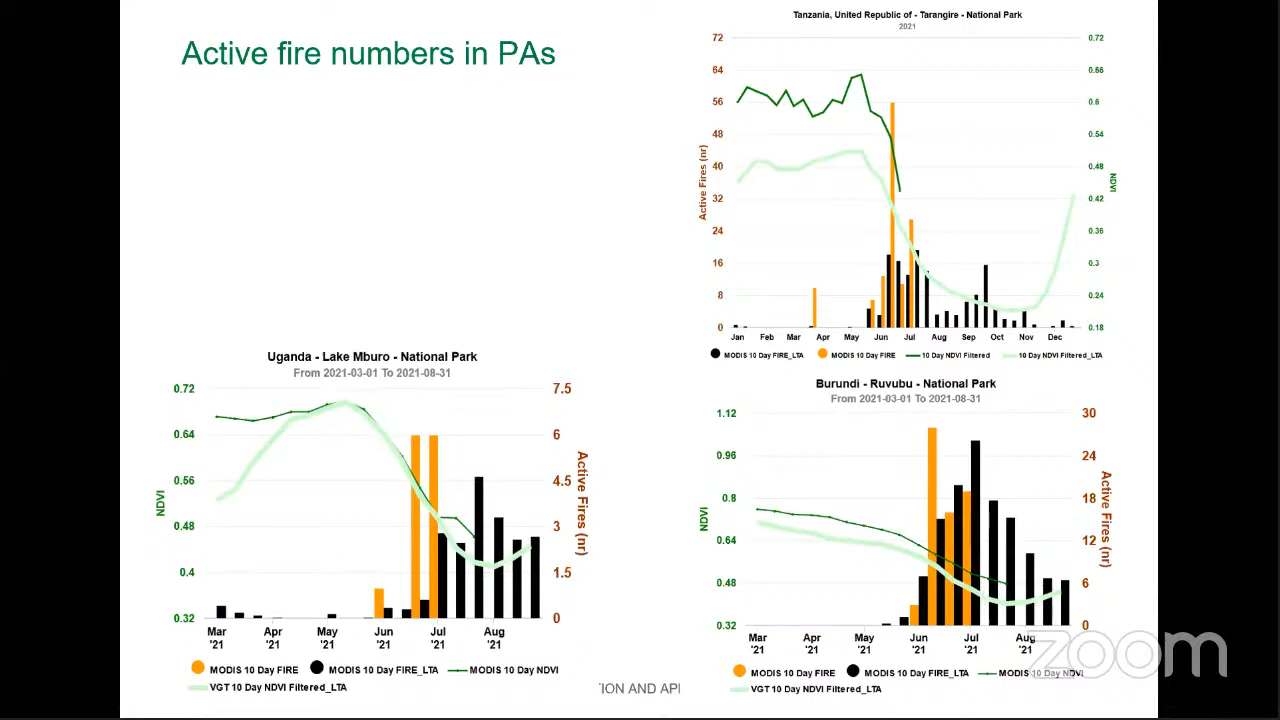 Active fire numbers in PAs
Tanzania, United Republic of - Tarangire - National Park
2021
72
64
56
48
40
32
24
16
8
0
Active Fires (nr)
0.72
0.66
0.6
0.54
0.48
0.42
0.36
0.3
0.24
0.18
NDVI
Jan Feb Mar Apr May Jun Jul Aug Sep Oct Nov Dec
MODIS 10 Day FIRE_LTA MODIS 10 Day FIRE 10 Day NDVI Filtered 10 Day NDVI Filtered_LTA
Uganda - Lake Mburo - National Park
From 2021-03-01 To 2021-08-31
0.72
0.64
0.56
0.48
0.4
0.32
NDVI
7.5
6
4.5
3
1.5
0
Active Fires (nr)
Mar Apr May Jun Jul Aug
'21 '21 '21 '21 '21 '21
MODIS 10 Day FIRE MODIS 10 Day FIRE_LTA MODIS 10 Day NDVI
VGT 10 Day NDVI Filtered_LTA
Burundi - Ruvubu - National Park
From 2021-03-01 To 2021-08-31
1.12
0.96
0.8
0.64
0.48
0.32
NDVI
30
24
18
12
6
0
Active Fires (nr)
Mar Apr May Jun Jul Aug
'21 '21 '21 '21 '21 '21
MODIS 10 Day FIRE MODIS 10 Day FIRE_LTA MODIS 10 Day NDVI
VGT 10 Day NDVI Filtered_LTA
TION AND API
zoom